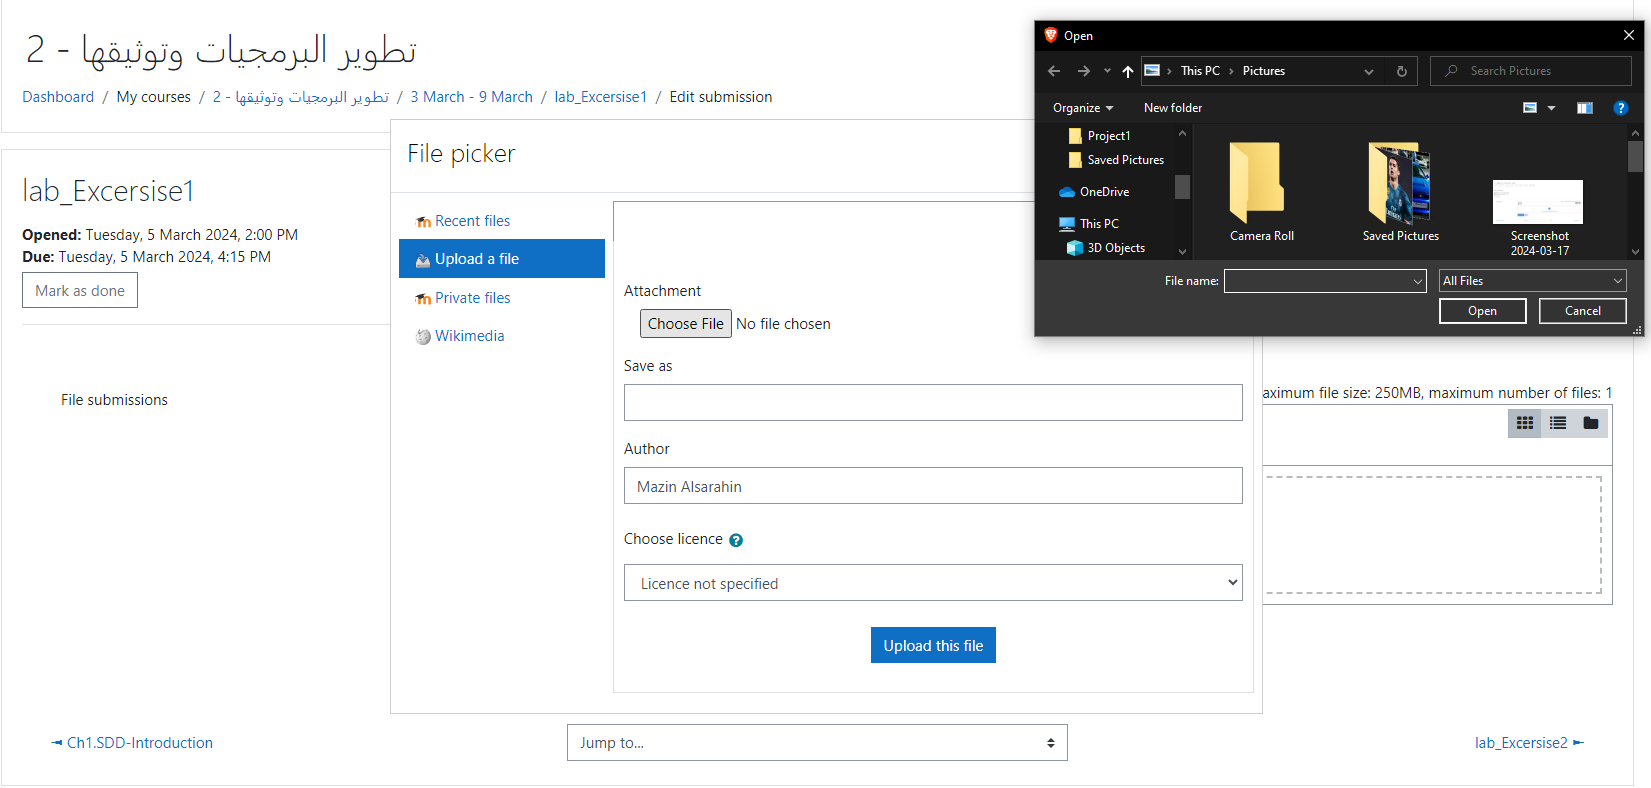 تطوير البرمجيات وتوثيقها - 2
Dashboard / My courses / تطوير البرمجيات وتوثيقها - 2 / 3 March - 9 March / lab_Excersise1 / Edit submission
lab_Excersise1
Opened: Tuesday, 5 March 2024, 2:00 PM
Due: Tuesday, 5 March 2024, 4:15 PM
Mark as done
File submissions
File picker
Recent files
Upload a file
Private files
Wikimedia
Attachment
Choose File No file chosen
Save as
Author
Mazin Alsarahin
Choose licence ?
Licence not specified
Upload this file
Open
This PC › Pictures
Search Pictures
Organize
New folder
?
Project1
Saved Pictures
OneDrive
This PC
3D Objects
Camera Roll
Saved Pictures
Screenshot
2024-03-17
File name:
All Files
Open
Cancel
aximum file size: 250MB, maximum number of files: 1
◄ Ch1.SDD-Introduction
Jump to...
lab_Excersise2 ►